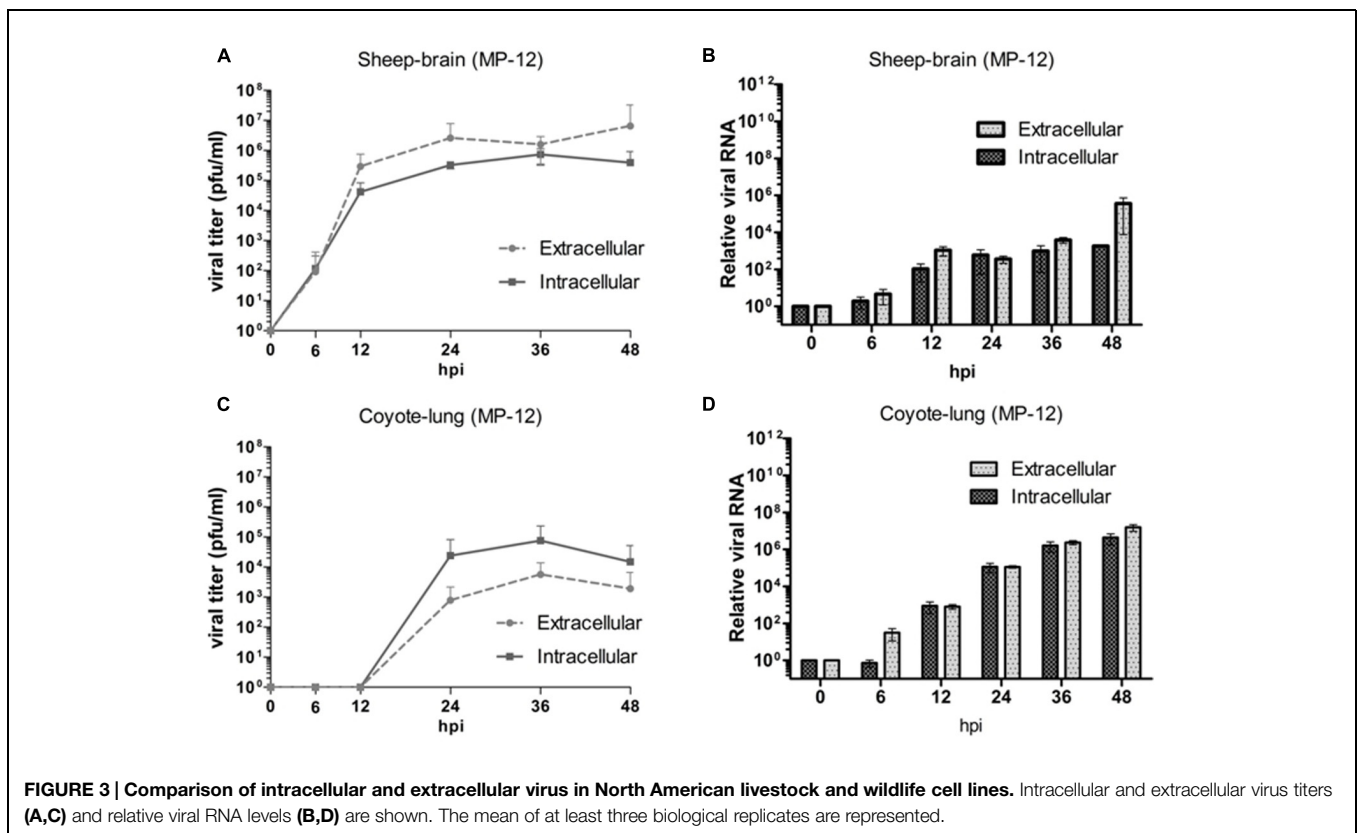 A
Sheep-brain (MP-12)
viral titer (pfu/ml)
10⁸
10⁷
10⁶
10⁵
10⁴
10³
10²
10¹
10⁰
Extracellular
Intracellular
0 6 12 24 36 48
hpi
B
Sheep-brain (MP-12)
Relative viral RNA
10¹²
10¹⁰
10⁸
10⁶
10⁴
10²
10⁰
Extracellular
Intracellular
0 6 12 24 36 48
hpi
C
Coyote-lung (MP-12)
viral titer (pfu/ml)
10⁸
10⁷
10⁶
10⁵
10⁴
10³
10²
10¹
10⁰
Extracellular
Intracellular
0 6 12 24 36 48
hpi
D
Coyote-lung (MP-12)
Relative viral RNA
10¹²
10¹⁰
10⁸
10⁶
10⁴
10²
10⁰
Extracellular
Intracellular
0 6 12 24 36 48
hpi
FIGURE 3 | Comparison of intracellular and extracellular virus in North American livestock and wildlife cell lines. Intracellular and extracellular virus titers
(A,C) and relative viral RNA levels (B,D) are shown. The mean of at least three biological replicates are represented.